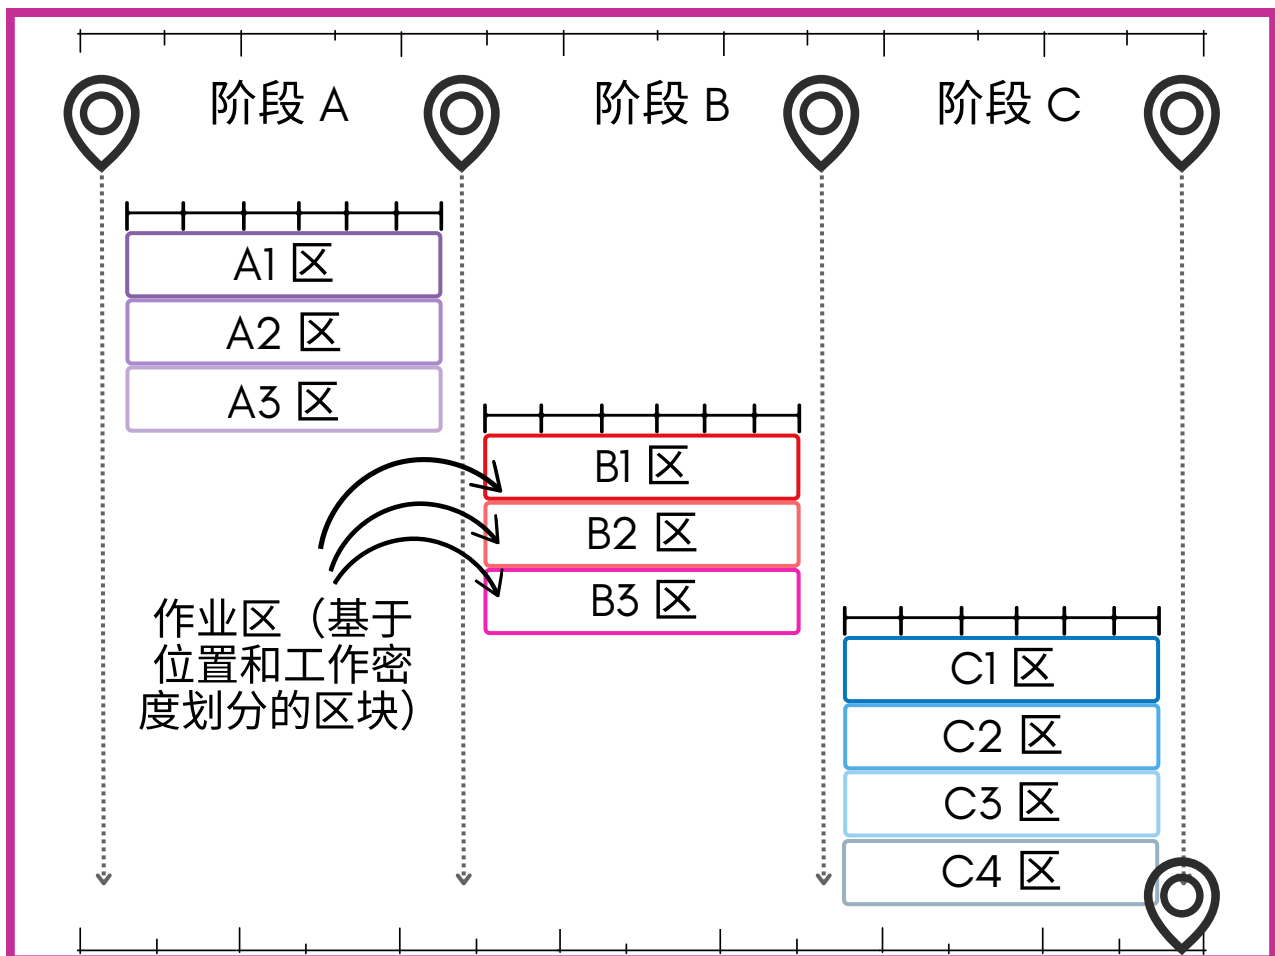 阶段 A
阶段 B
阶段 C
A1 区
A2 区
A3 区
B1 区
B2 区
B3 区
作业区（基于
位置和工作密
度划分的区块）
C1 区
C2 区
C3 区
C4 区